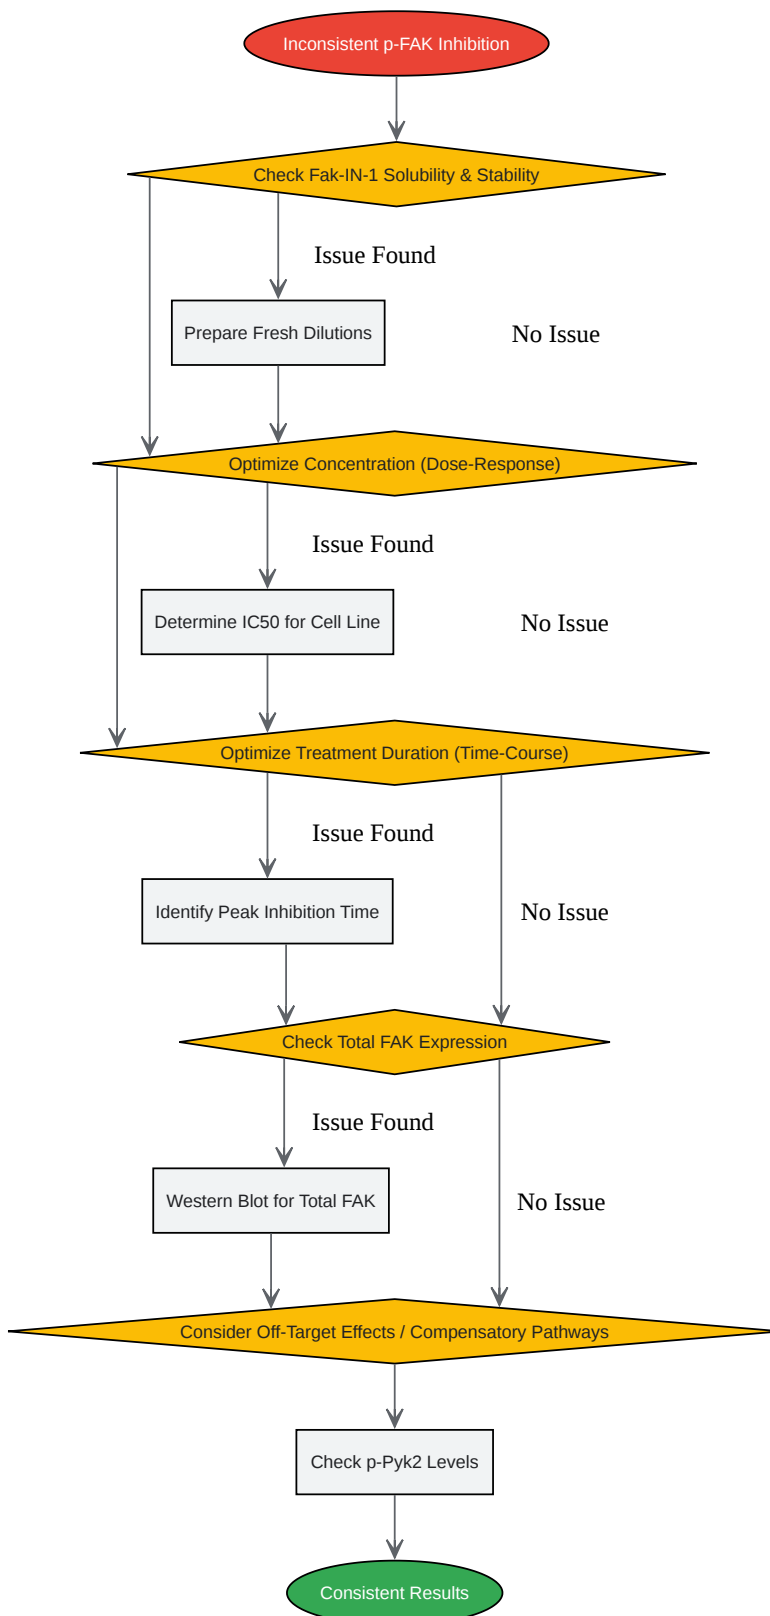 Inconsistent p-FAK Inhibition
Check Fak-IN-1 Solubility & Stability
Issue Found
Prepare Fresh Dilutions
No Issue
Optimize Concentration (Dose-Response)
Issue Found
Determine IC50 for Cell Line
No Issue
Optimize Treatment Duration (Time-Course)
Issue Found
Identify Peak Inhibition Time
No Issue
Check Total FAK Expression
Issue Found
Western Blot for Total FAK
No Issue
Consider Off-Target Effects / Compensatory Pathways
Check p-Pyk2 Levels
Consistent Results